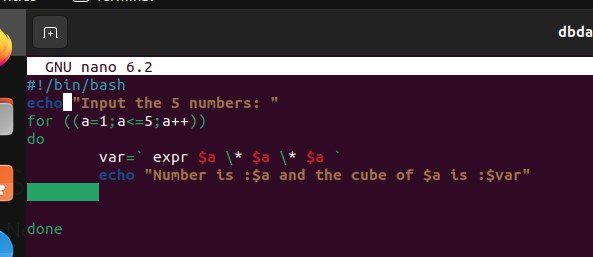 dbda
GNU nano 6.2
#!/bin/bash
echo "Input the 5 numbers: "
for ((a=1;a<=5;a++))
do
var=` expr $a \* $a \* $a `
echo "Number is :$a and the cube of $a is :$var"
done